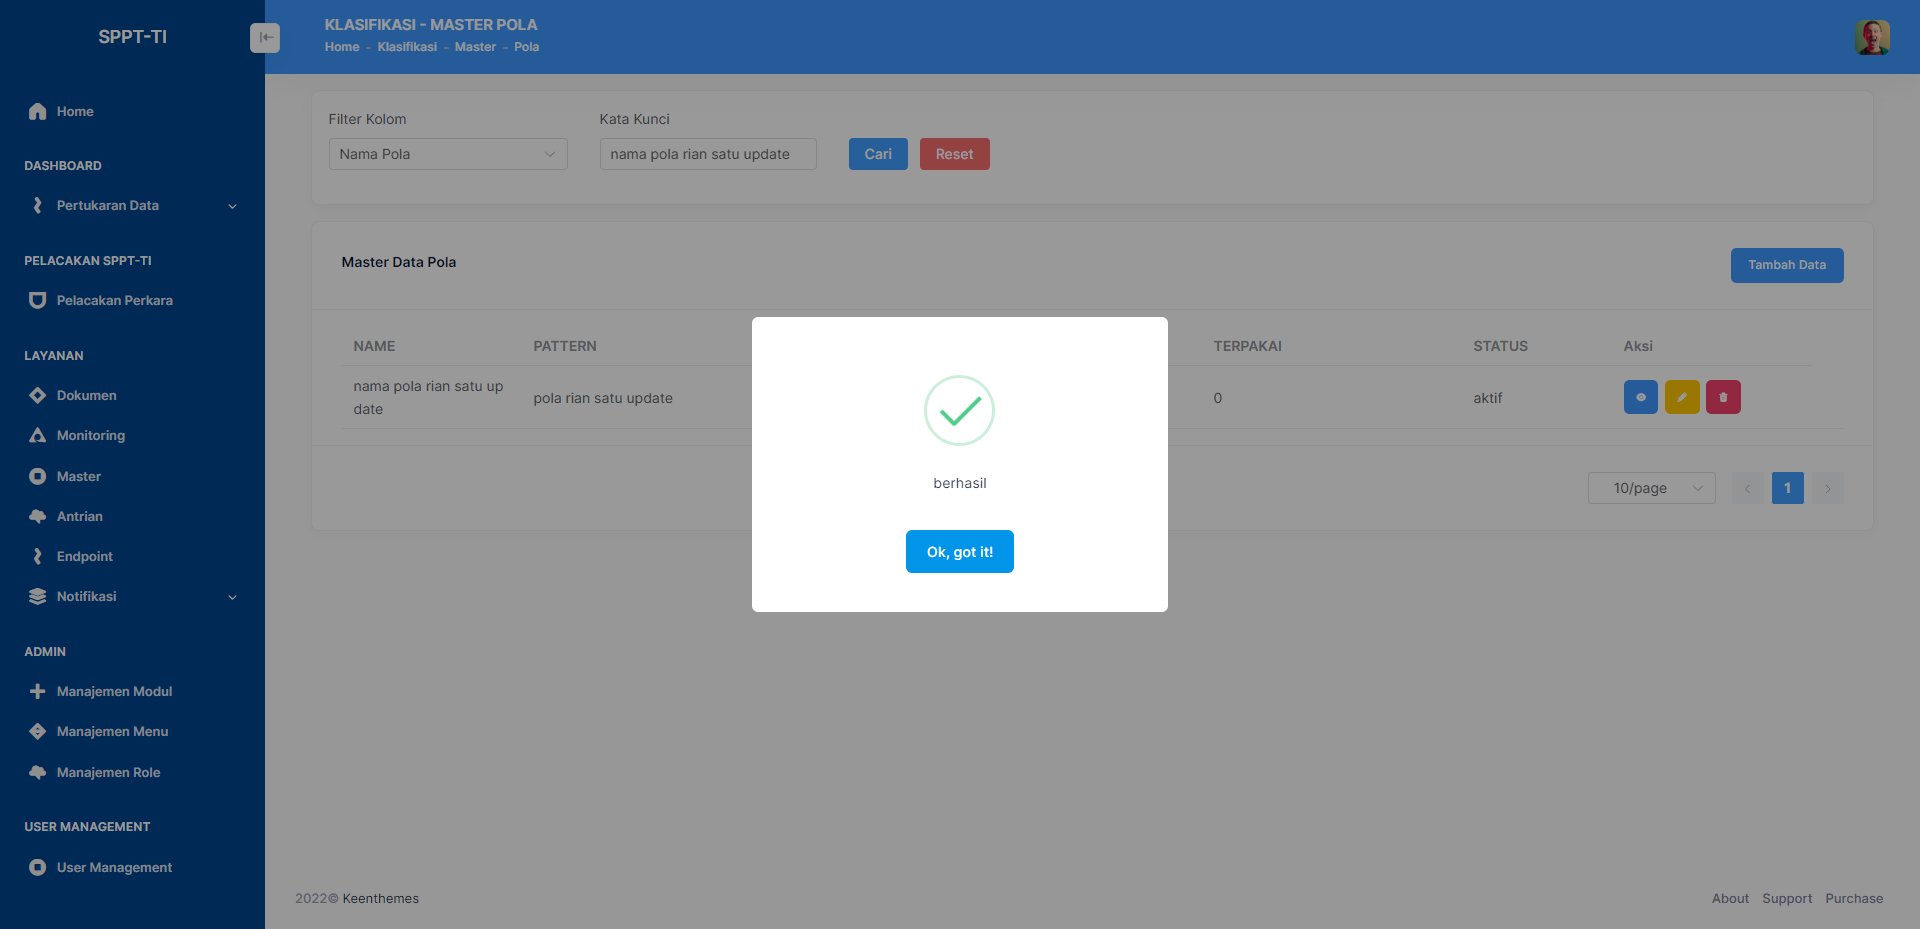 SPPT-TI
KLASIFIKASI - MASTER POLA
Home - Klasifikasi - Master - Pola
Home
DASHBOARD
Pertukaran Data
PELACAKAN SPPT-TI
Pelacakan Perkara
LAYANAN
Dokumen
Monitoring
Master
Antrian
Endpoint
Notifikasi
ADMIN
Manajemen Modul
Manajemen Menu
Manajemen Role
USER MANAGEMENT
User Management
Filter Kolom
Kata Kunci
Nama Pola
nama pola rian satu update
Cari
Reset
Master Data Pola
Tambah Data
NAME
PATTERN
TERPAKAI
STATUS
Aksi
nama pola rian satu up
date
pola rian satu update
0
aktif
10/page
1
berhasil
Ok, got it!
2022© Keenthemes
About
Support
Purchase